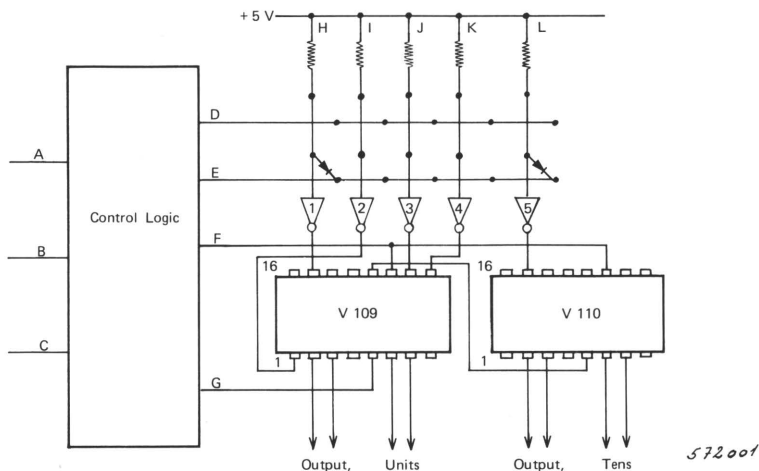 + 5 V
H I J K L
D
A
E
1 2 3 4 5
Control Logic
F
B
16 16
V 109 V 110
1 1
C
G
Output, Units Output, Tens
572001